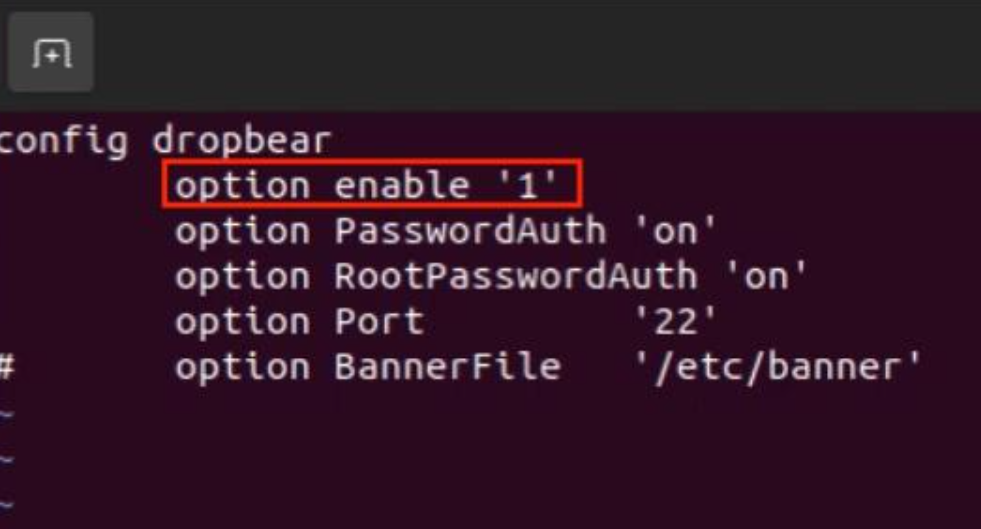 config dropbear
option enable '1'
option PasswordAuth 'on'
option RootPasswordAuth 'on'
option Port '22'
# option BannerFile '/etc/banner'
~
~
~